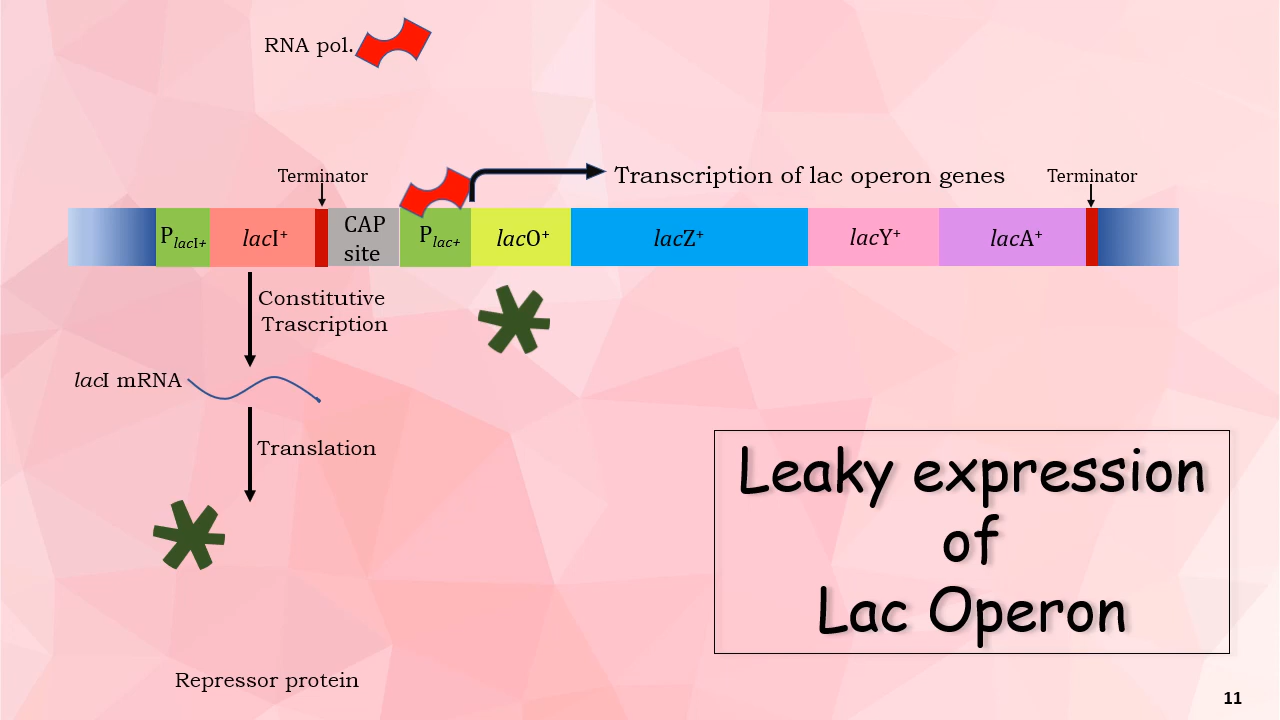 RNA pol.
Terminator
Transcription of lac operon genes
Terminator
PlacI+
lacI+
CAP
site
Plac+
lacO+
lacZ+
lacY+
lacA+
Constitutive
Trascription
lacI mRNA
Translation
Leaky expression
of
Lac Operon
Repressor protein
11